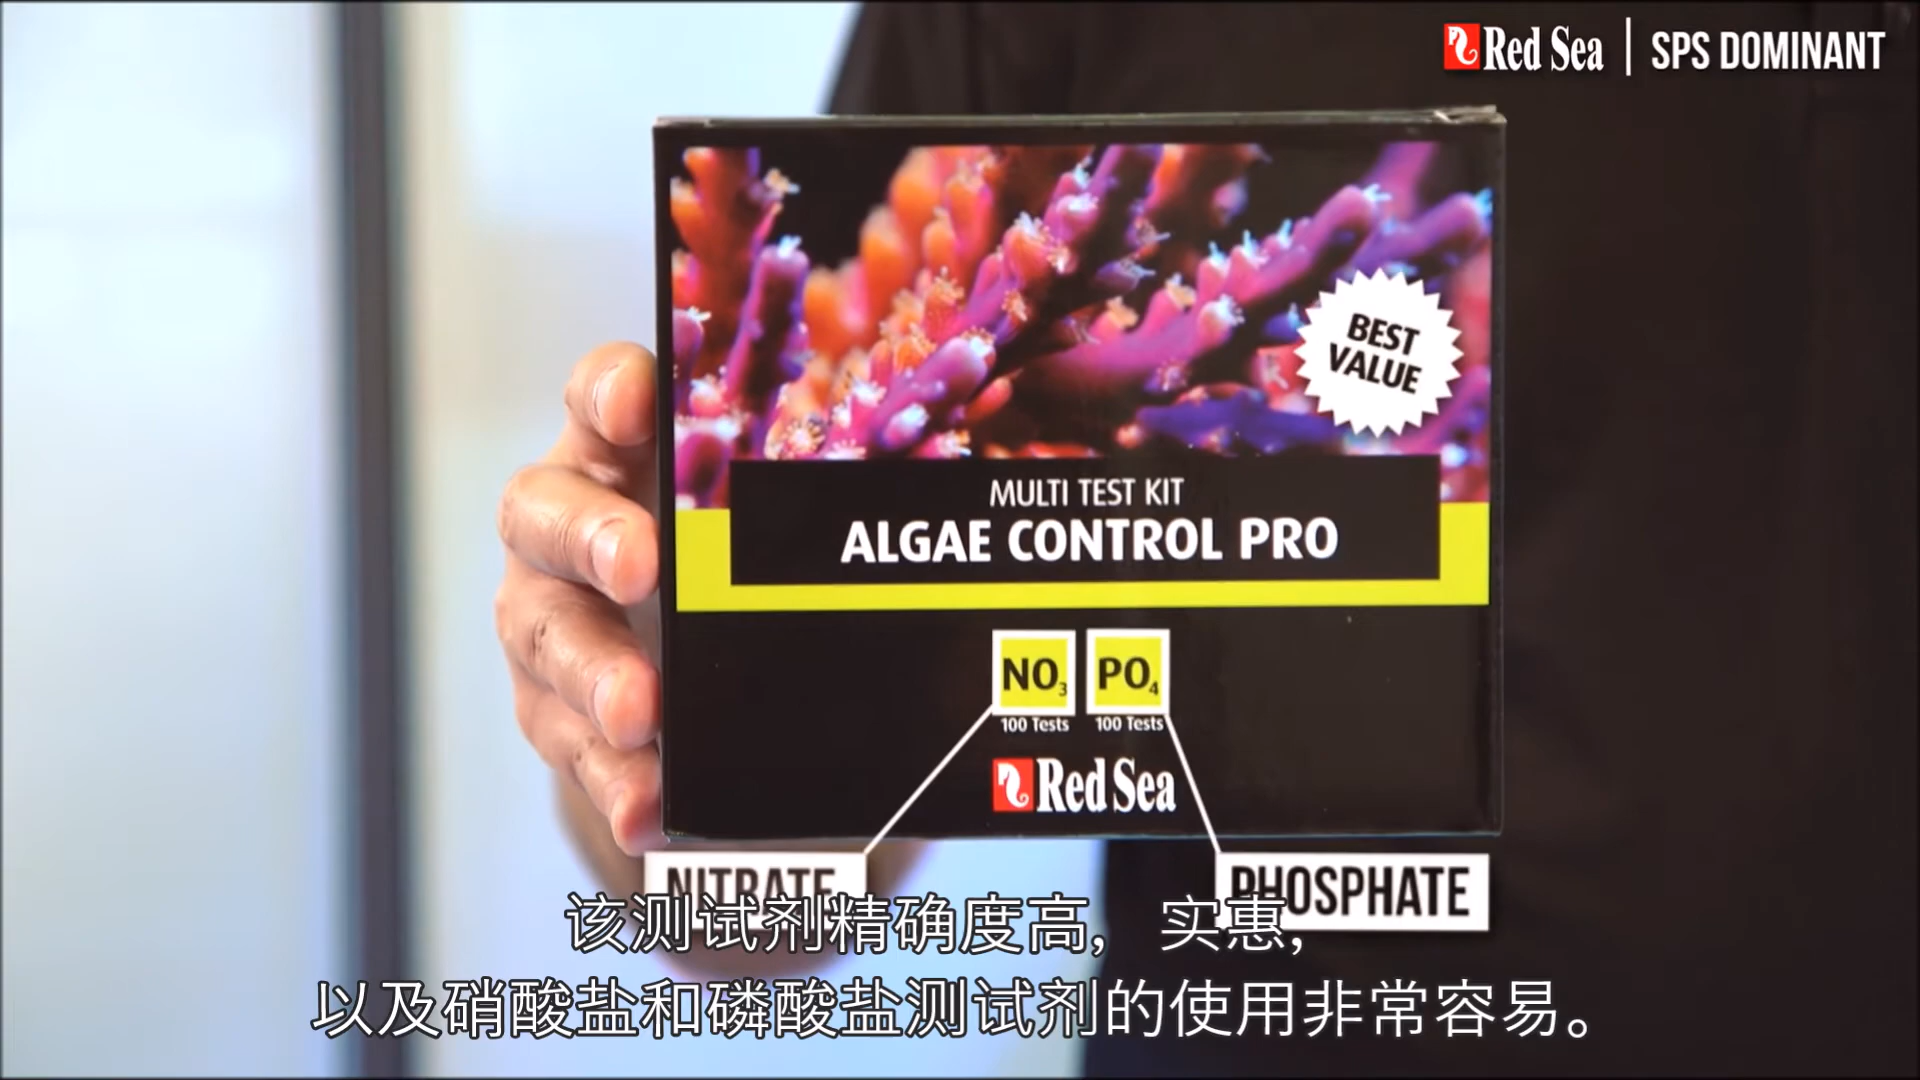 Red Sea | SPS DOMINANT
BEST
VALUE
MULTI TEST KIT
ALGAE CONTROL PRO
NO3 PO4
100 Tests 100 Tests
Red Sea
NITRATE PHOSPHATE
该测试剂精确度高, 实惠,
以及硝酸盐和磷酸盐测试剂的使用非常容易。